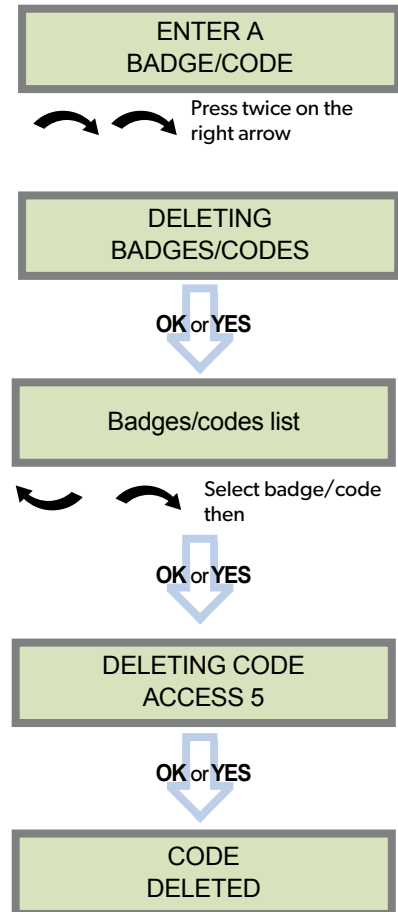 ENTER A
BADGE/CODE
Press twice on the
right arrow
DELETING
BADGES/CODES
OK or YES
Badges/codes list
Select badge/code
then
OK or YES
DELETING CODE
ACCESS 5
OK or YES
CODE
DELETED